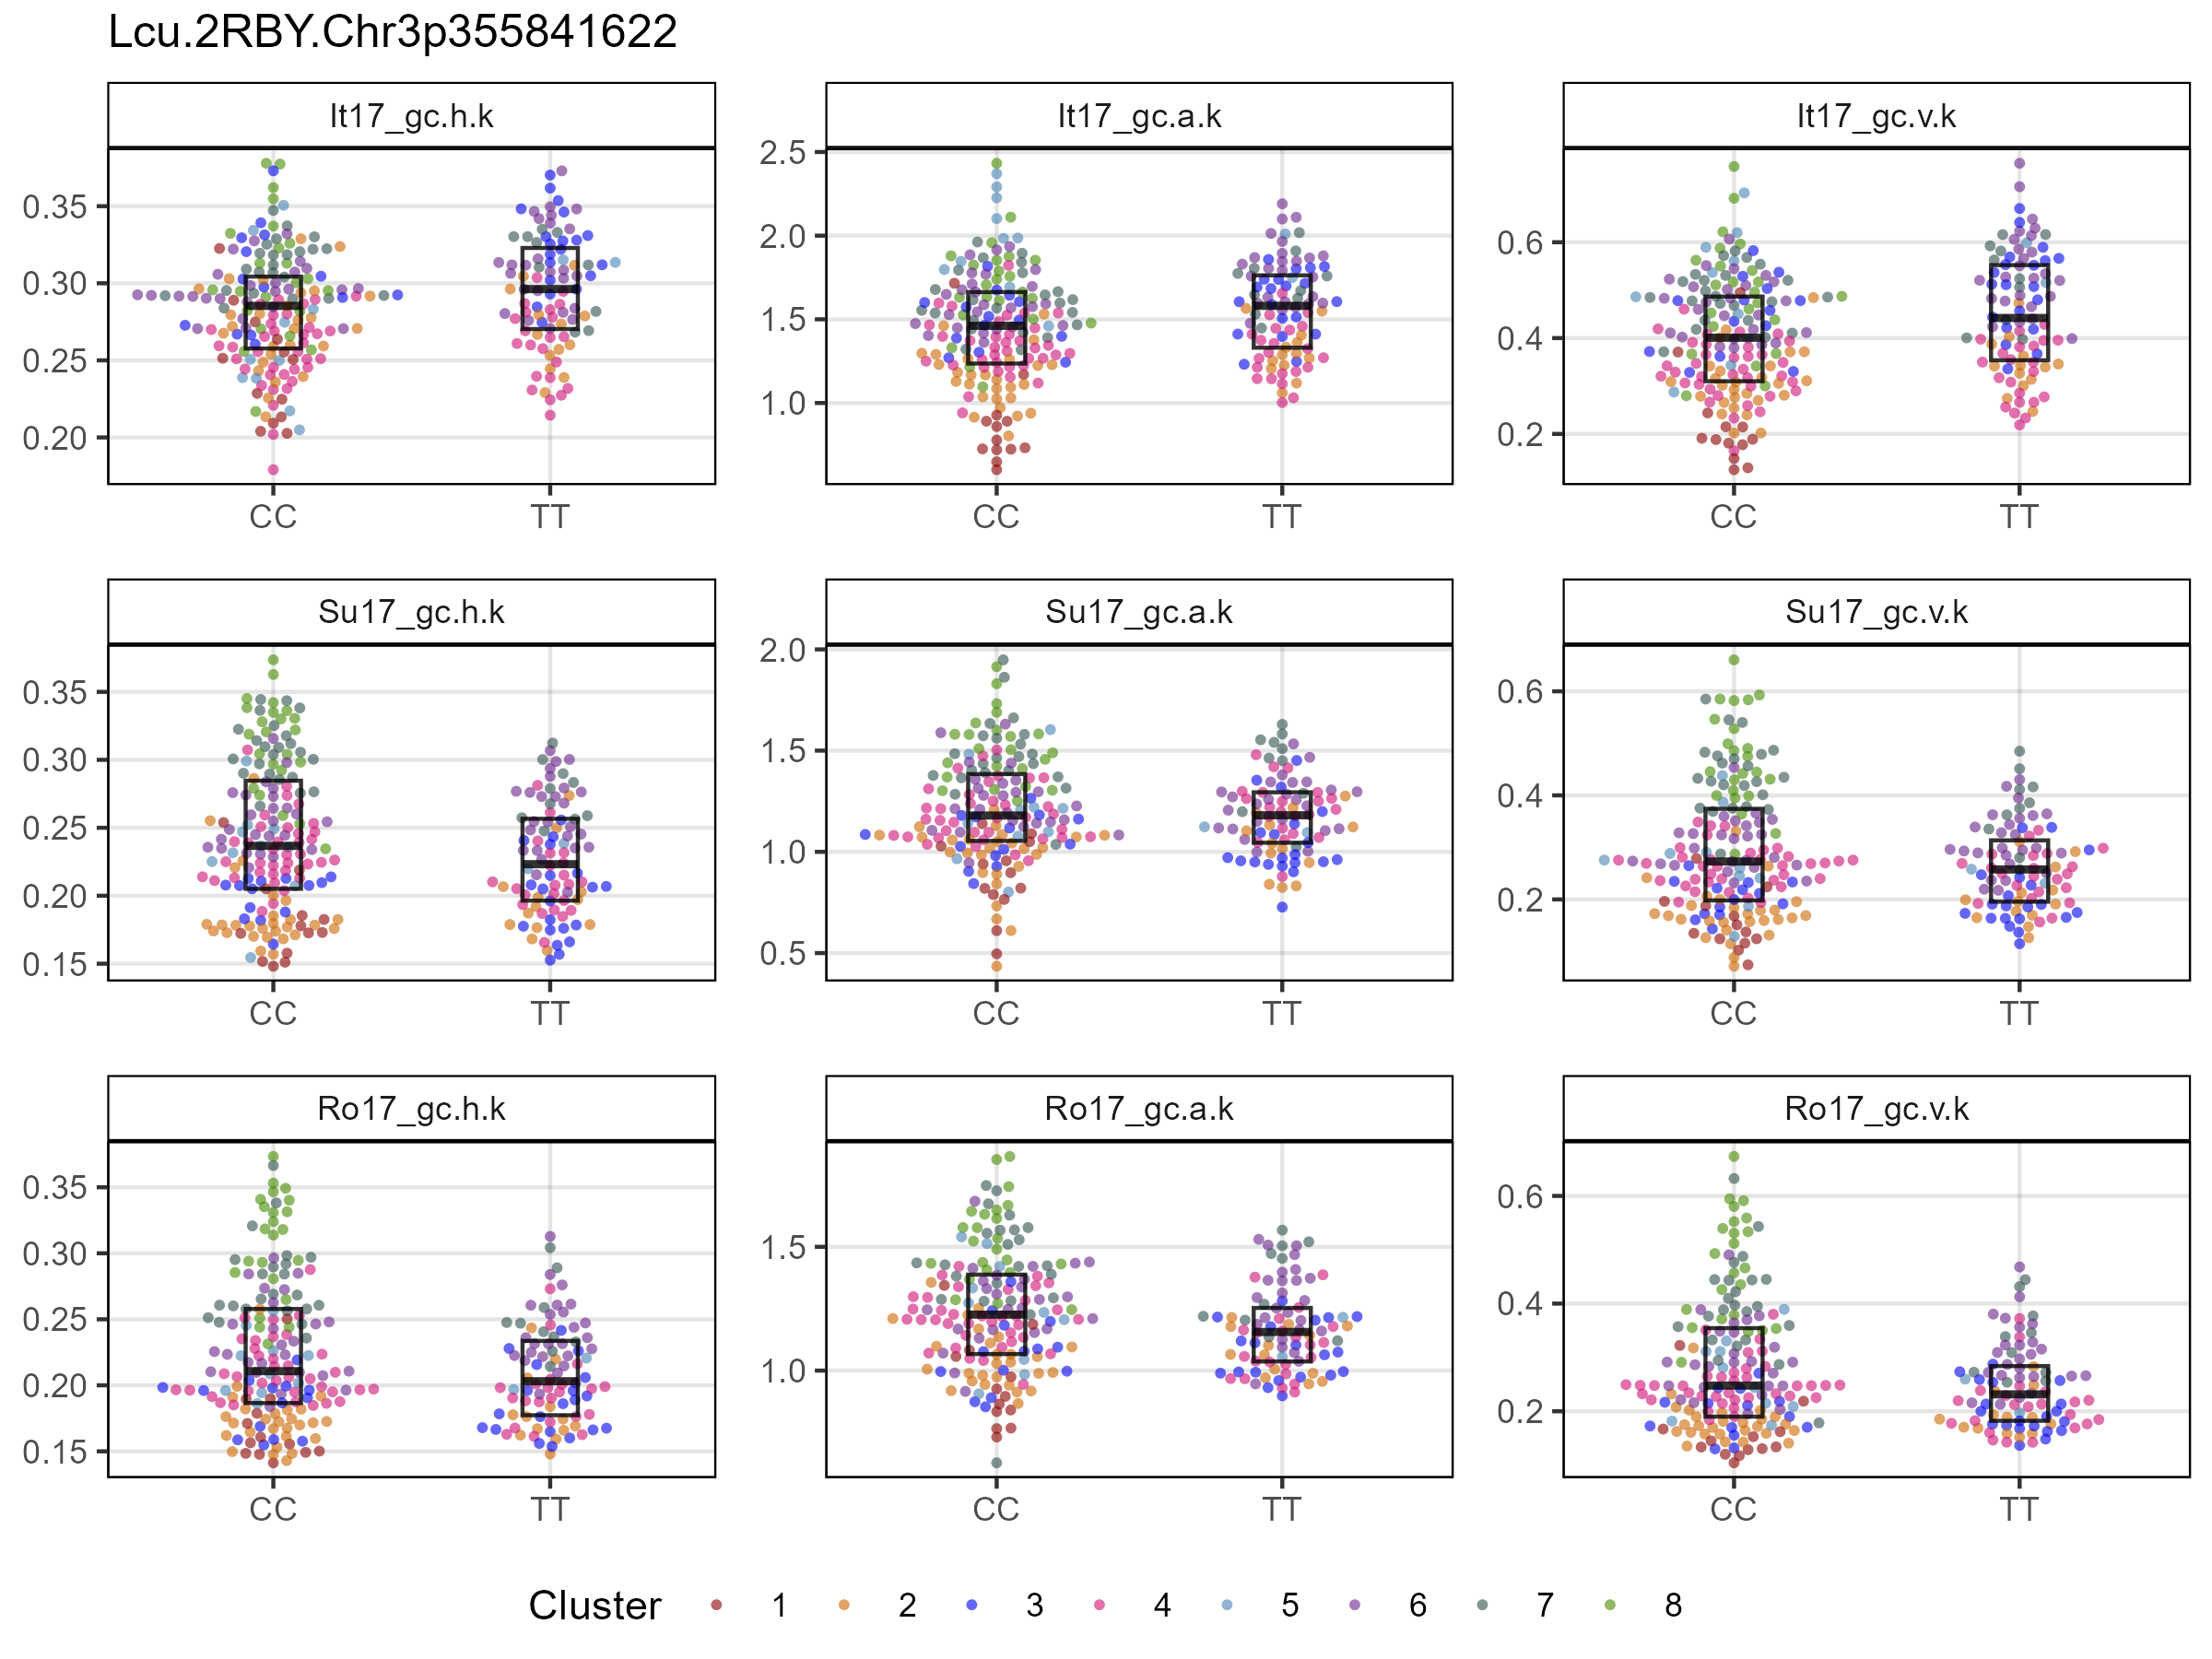 Lcu.2RBY.Chr3p355841622
It17_gc.h.k
It17_gc.a.k
It17_gc.v.k
0.35
0.30
0.25
0.20
CC
TT
2.5
2.0
1.5
1.0
CC
TT
0.6
0.4
0.2
CC
TT
Su17_gc.h.k
Su17_gc.a.k
Su17_gc.v.k
0.35
0.30
0.25
0.20
0.15
CC
TT
2.0
1.5
1.0
0.5
CC
TT
0.6
0.4
0.2
CC
TT
Ro17_gc.h.k
Ro17_gc.a.k
Ro17_gc.v.k
0.35
0.30
0.25
0.20
0.15
CC
TT
1.5
1.0
CC
TT
0.6
0.4
0.2
CC
TT
Cluster 1 2 3 4 5 6 7 8